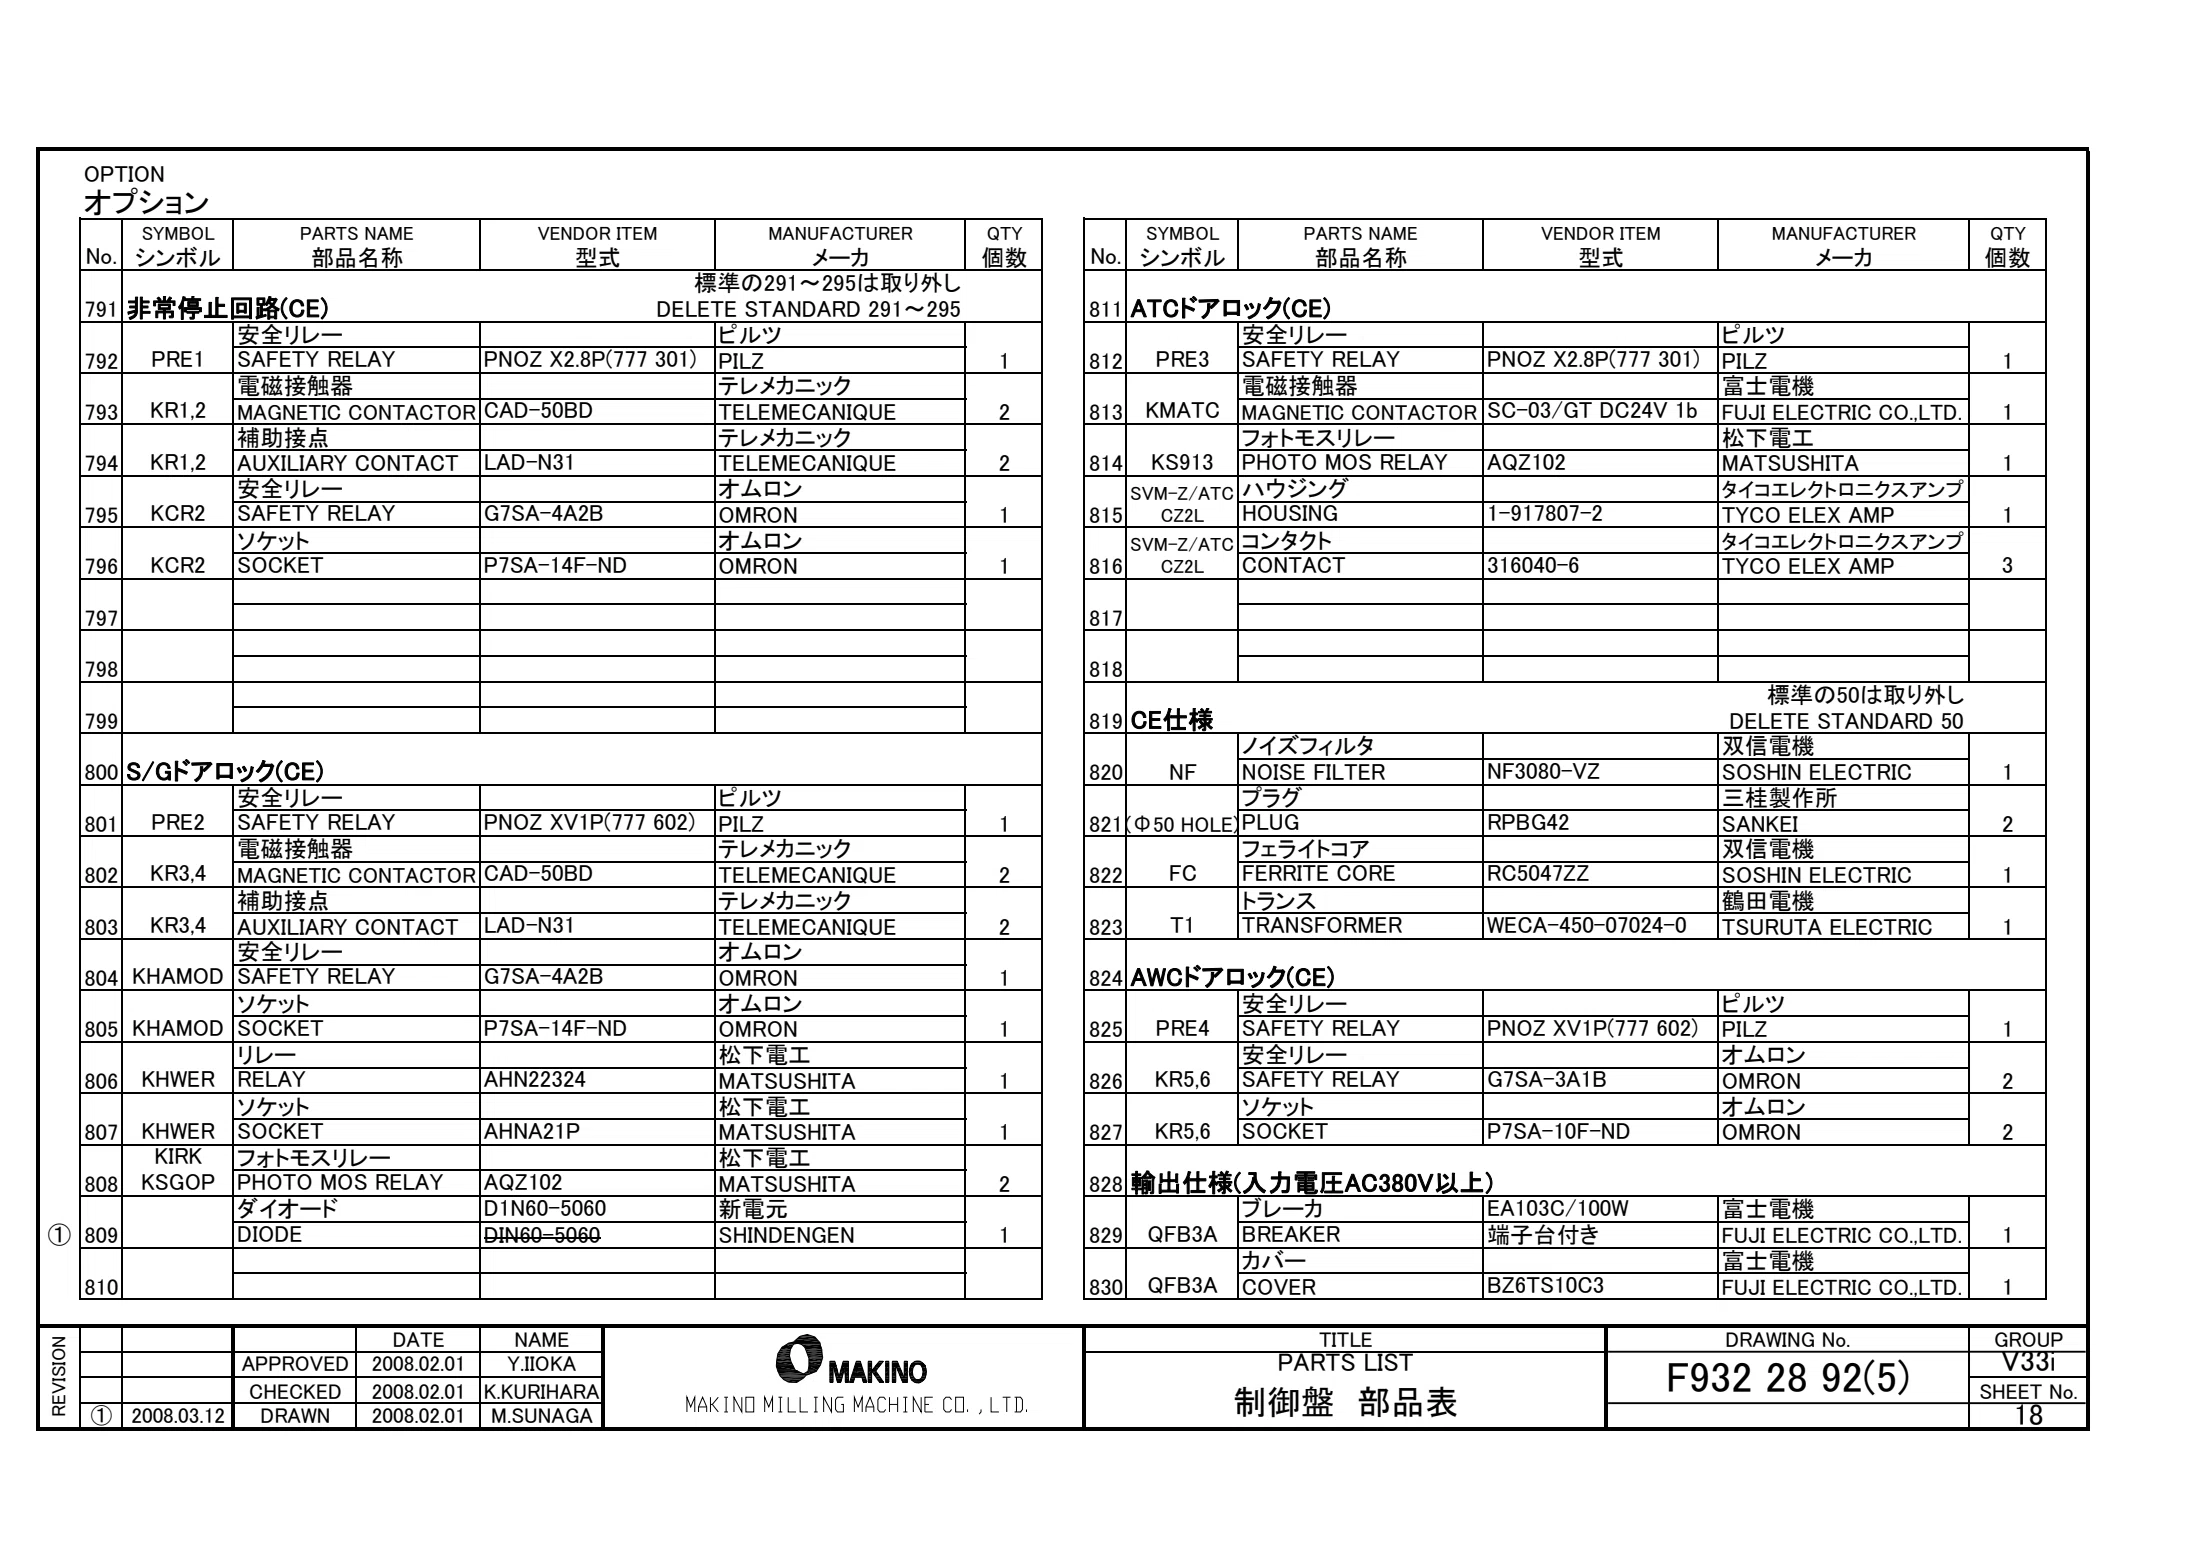 OPTION
オプション
No. SYMBOL シンボル PARTS NAME 部品名称 VENDOR ITEM 型式 MANUFACTURER メーカ QTY 個数
標準の291～295は取り外し
791 非常停止回路(CE) DELETE STANDARD 291～295
安全リレー ピルツ
792 PRE1 SAFETY RELAY PNOZ X2.8P(777 301) PILZ 1
電磁接触器 テレメカニック
793 KR1,2 MAGNETIC CONTACTOR CAD-50BD TELEMECANIQUE 2
補助接点 テレメカニック
794 KR1,2 AUXILIARY CONTACT LAD-N31 TELEMECANIQUE 2
安全リレー オムロン
795 KCR2 SAFETY RELAY G7SA-4A2B OMRON 1
ソケット オムロン
796 KCR2 SOCKET P7SA-14F-ND OMRON 1
797
798
799
800 S/Gドアロック(CE)
安全リレー ピルツ
801 PRE2 SAFETY RELAY PNOZ XV1P(777 602) PILZ 1
電磁接触器 テレメカニック
802 KR3,4 MAGNETIC CONTACTOR CAD-50BD TELEMECANIQUE 2
補助接点 テレメカニック
803 KR3,4 AUXILIARY CONTACT LAD-N31 TELEMECANIQUE 2
安全リレー オムロン
804 KHAMOD SAFETY RELAY G7SA-4A2B OMRON 1
ソケット オムロン
805 KHAMOD SOCKET P7SA-14F-ND OMRON 1
リレー 松下電工
806 KHWER RELAY AHN22324 MATSUSHITA 1
ソケット 松下電工
807 KHWER SOCKET AHNA21P MATSUSHITA 1
KIRK フォトモスリレー 松下電工
808 KSGOP PHOTO MOS RELAY AQZ102 MATSUSHITA 2
ダイオード D1N60-5060 新電元
① 809 DIODE DIN60-5060 SHINDENGEN 1
810
No. SYMBOL シンボル PARTS NAME 部品名称 VENDOR ITEM 型式 MANUFACTURER メーカ QTY 個数
811 ATCドアロック(CE)
安全リレー ピルツ
812 PRE3 SAFETY RELAY PNOZ X2.8P(777 301) PILZ 1
電磁接触器 富士電機
813 KMATC MAGNETIC CONTACTOR SC-03/GT DC24V 1b FUJI ELECTRIC CO.,LTD. 1
フォトモスリレー 松下電工
814 KS913 PHOTO MOS RELAY AQZ102 MATSUSHITA 1
SVM-Z/ATC ハウジング タイコエレクトロニクスアンプ
815 CZ2L HOUSING 1-917807-2 TYCO ELEX AMP 1
SVM-Z/ATC コンタクト タイコエレクトロニクスアンプ
816 CZ2L CONTACT 316040-6 TYCO ELEX AMP 3
817
818
標準の50は取り外し
819 CE仕様 DELETE STANDARD 50
ノイズフィルタ 双信電機
820 NF NOISE FILTER NF3080-VZ SOSHIN ELECTRIC 1
プラグ 三桂製作所
821 (Φ50 HOLE) PLUG RPBG42 SANKEI 2
フェライトコア 双信電機
822 FC FERRITE CORE RC5047ZZ SOSHIN ELECTRIC 1
トランス 鶴田電機
823 T1 TRANSFORMER WECA-450-07024-0 TSURUTA ELECTRIC 1
824 AWCドアロック(CE)
安全リレー ピルツ
825 PRE4 SAFETY RELAY PNOZ XV1P(777 602) PILZ 1
安全リレー オムロン
826 KR5,6 SAFETY RELAY G7SA-3A1B OMRON 2
ソケット オムロン
827 KR5,6 SOCKET P7SA-10F-ND OMRON 2
828 輸出仕様(入力電圧AC380V以上)
ブレーカ EA103C/100W 富士電機
829 QFB3A BREAKER 端子台付き FUJI ELECTRIC CO.,LTD. 1
カバー 富士電機
830 QFB3A COVER BZ6TS10C3 FUJI ELECTRIC CO.,LTD. 1
REVISION
DATE NAME
APPROVED 2008.02.01 Y.IIOKA
CHECKED 2008.02.01 K.KURIHARA
① 2008.03.12 DRAWN 2008.02.01 M.SUNAGA
MAKINO
MAKINO MILLING MACHINE CO.,LTD.
TITLE
PARTS LIST
制御盤 部品表
DRAWING No.
F932 28 92(5)
GROUP
V33i
SHEET No.
18